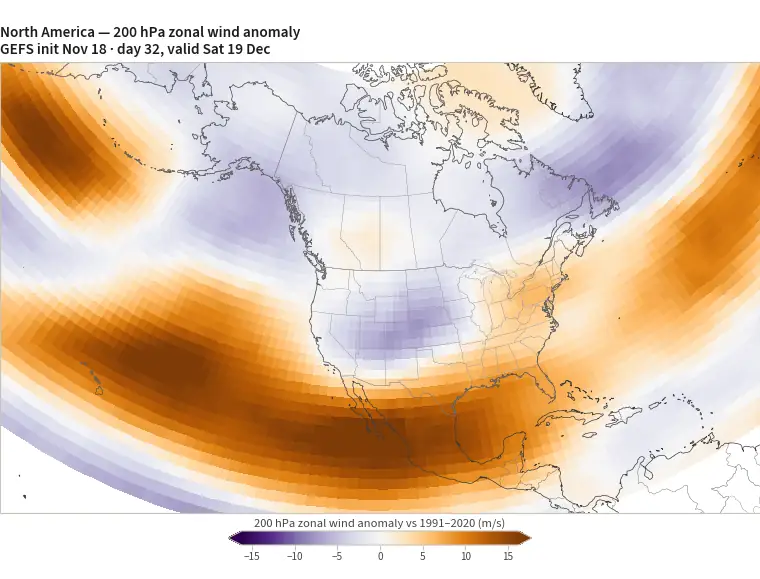 North America — 200 hPa zonal wind anomaly
GEFS init Nov 18 · day 32, valid Sat 19 Dec
200 hPa zonal wind anomaly vs 1991–2020 (m/s)
−15 −10 −5 0 5 10 15